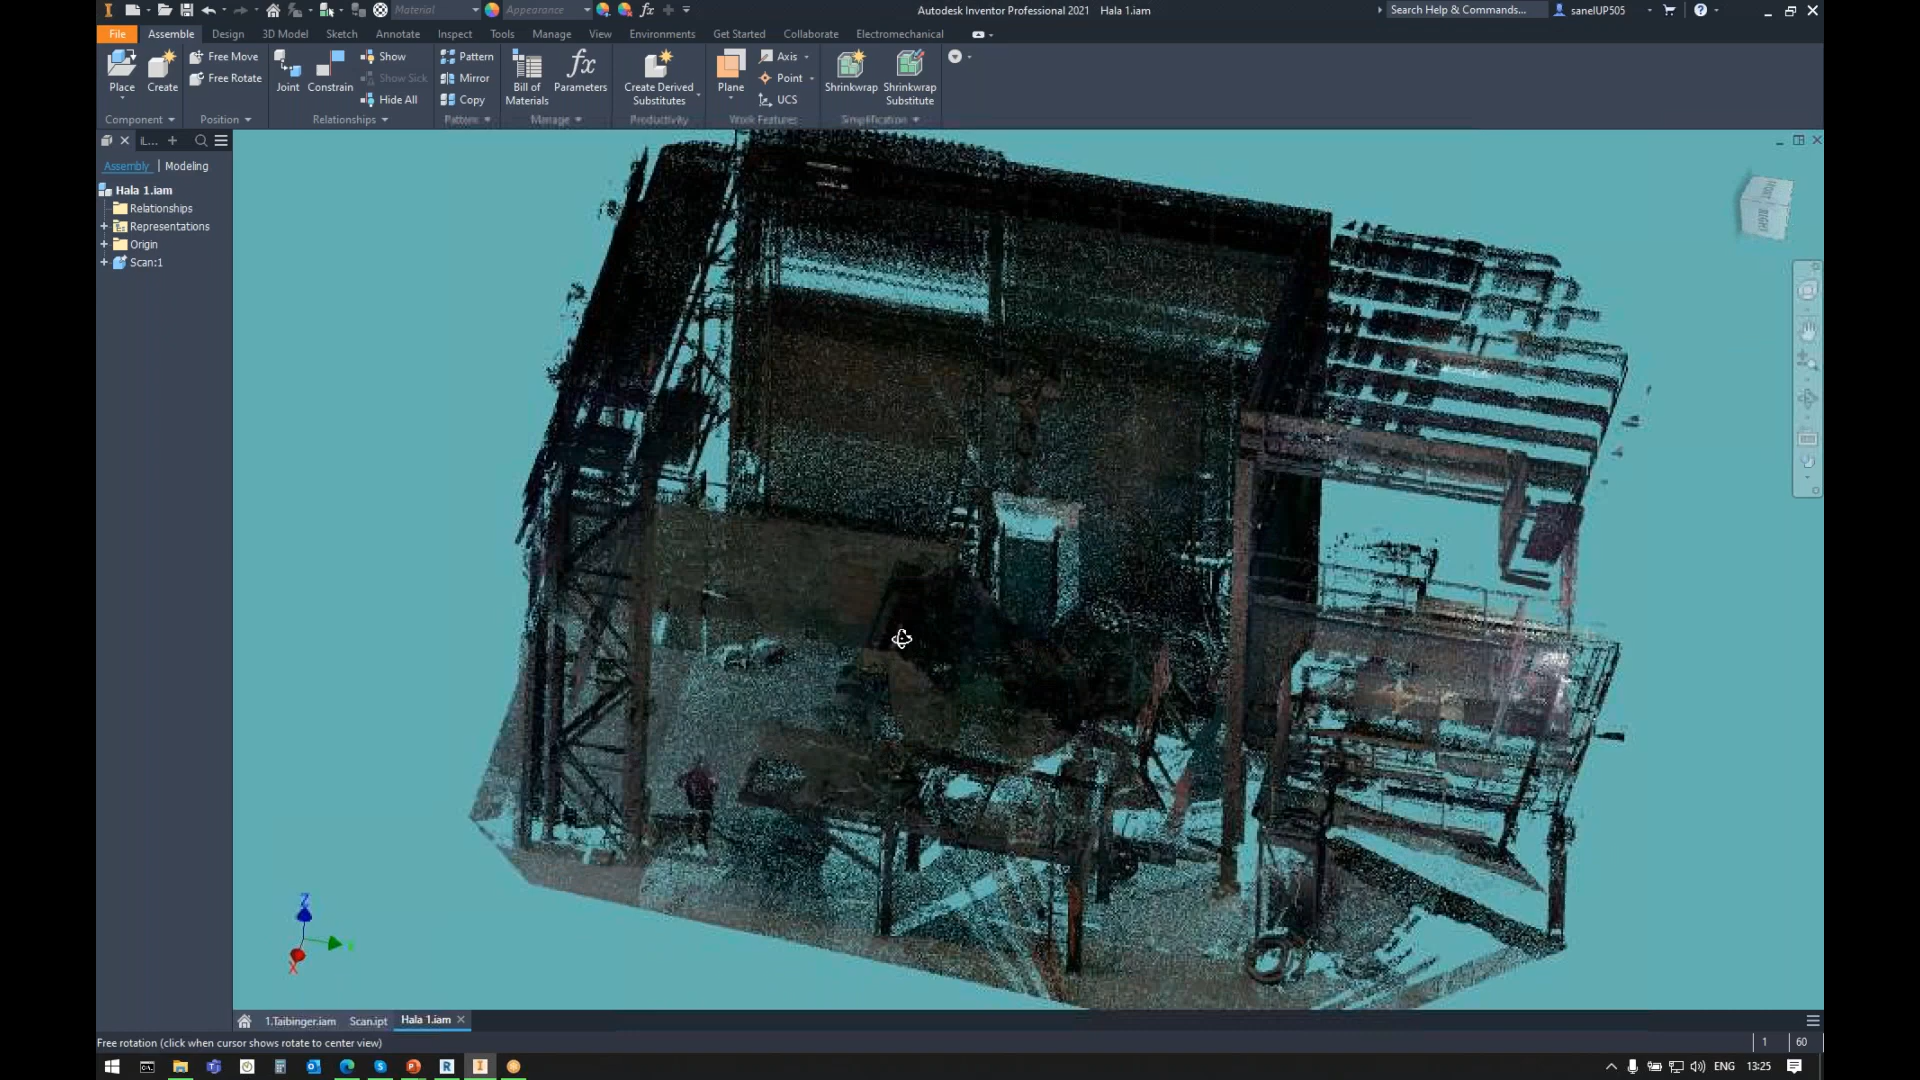 Material
Appearance
fx
Autodesk Inventor Professional 2021 Hala 1.iam
Search Help & Commands...
sanelUP505
File Assemble Design 3D Model Sketch Annotate Inspect Tools Manage View Environments Get Started Collaborate Electromechanical
Place
Create
Free Move
Free Rotate
Joint
Constrain
Show
Show Sick
Hide All
Pattern
Mirror
Copy
Bill of
Materials
fx
Parameters
Create Derived
Substitutes
Plane
Axis
Point
UCS
Shrinkwrap
Shrinkwrap
Substitute
Component Position Relationships Pattern Manage Productivity Work Features Simplification
Assembly | Modeling
Hala 1.iam
Relationships
Representations
Origin
Scan:1
RIGHT
Z
X
1.Taibinger.iam Scan.ipt Hala 1.iam
Free rotation (click when cursor shows rotate to center view)
1 60
ENG 13:25